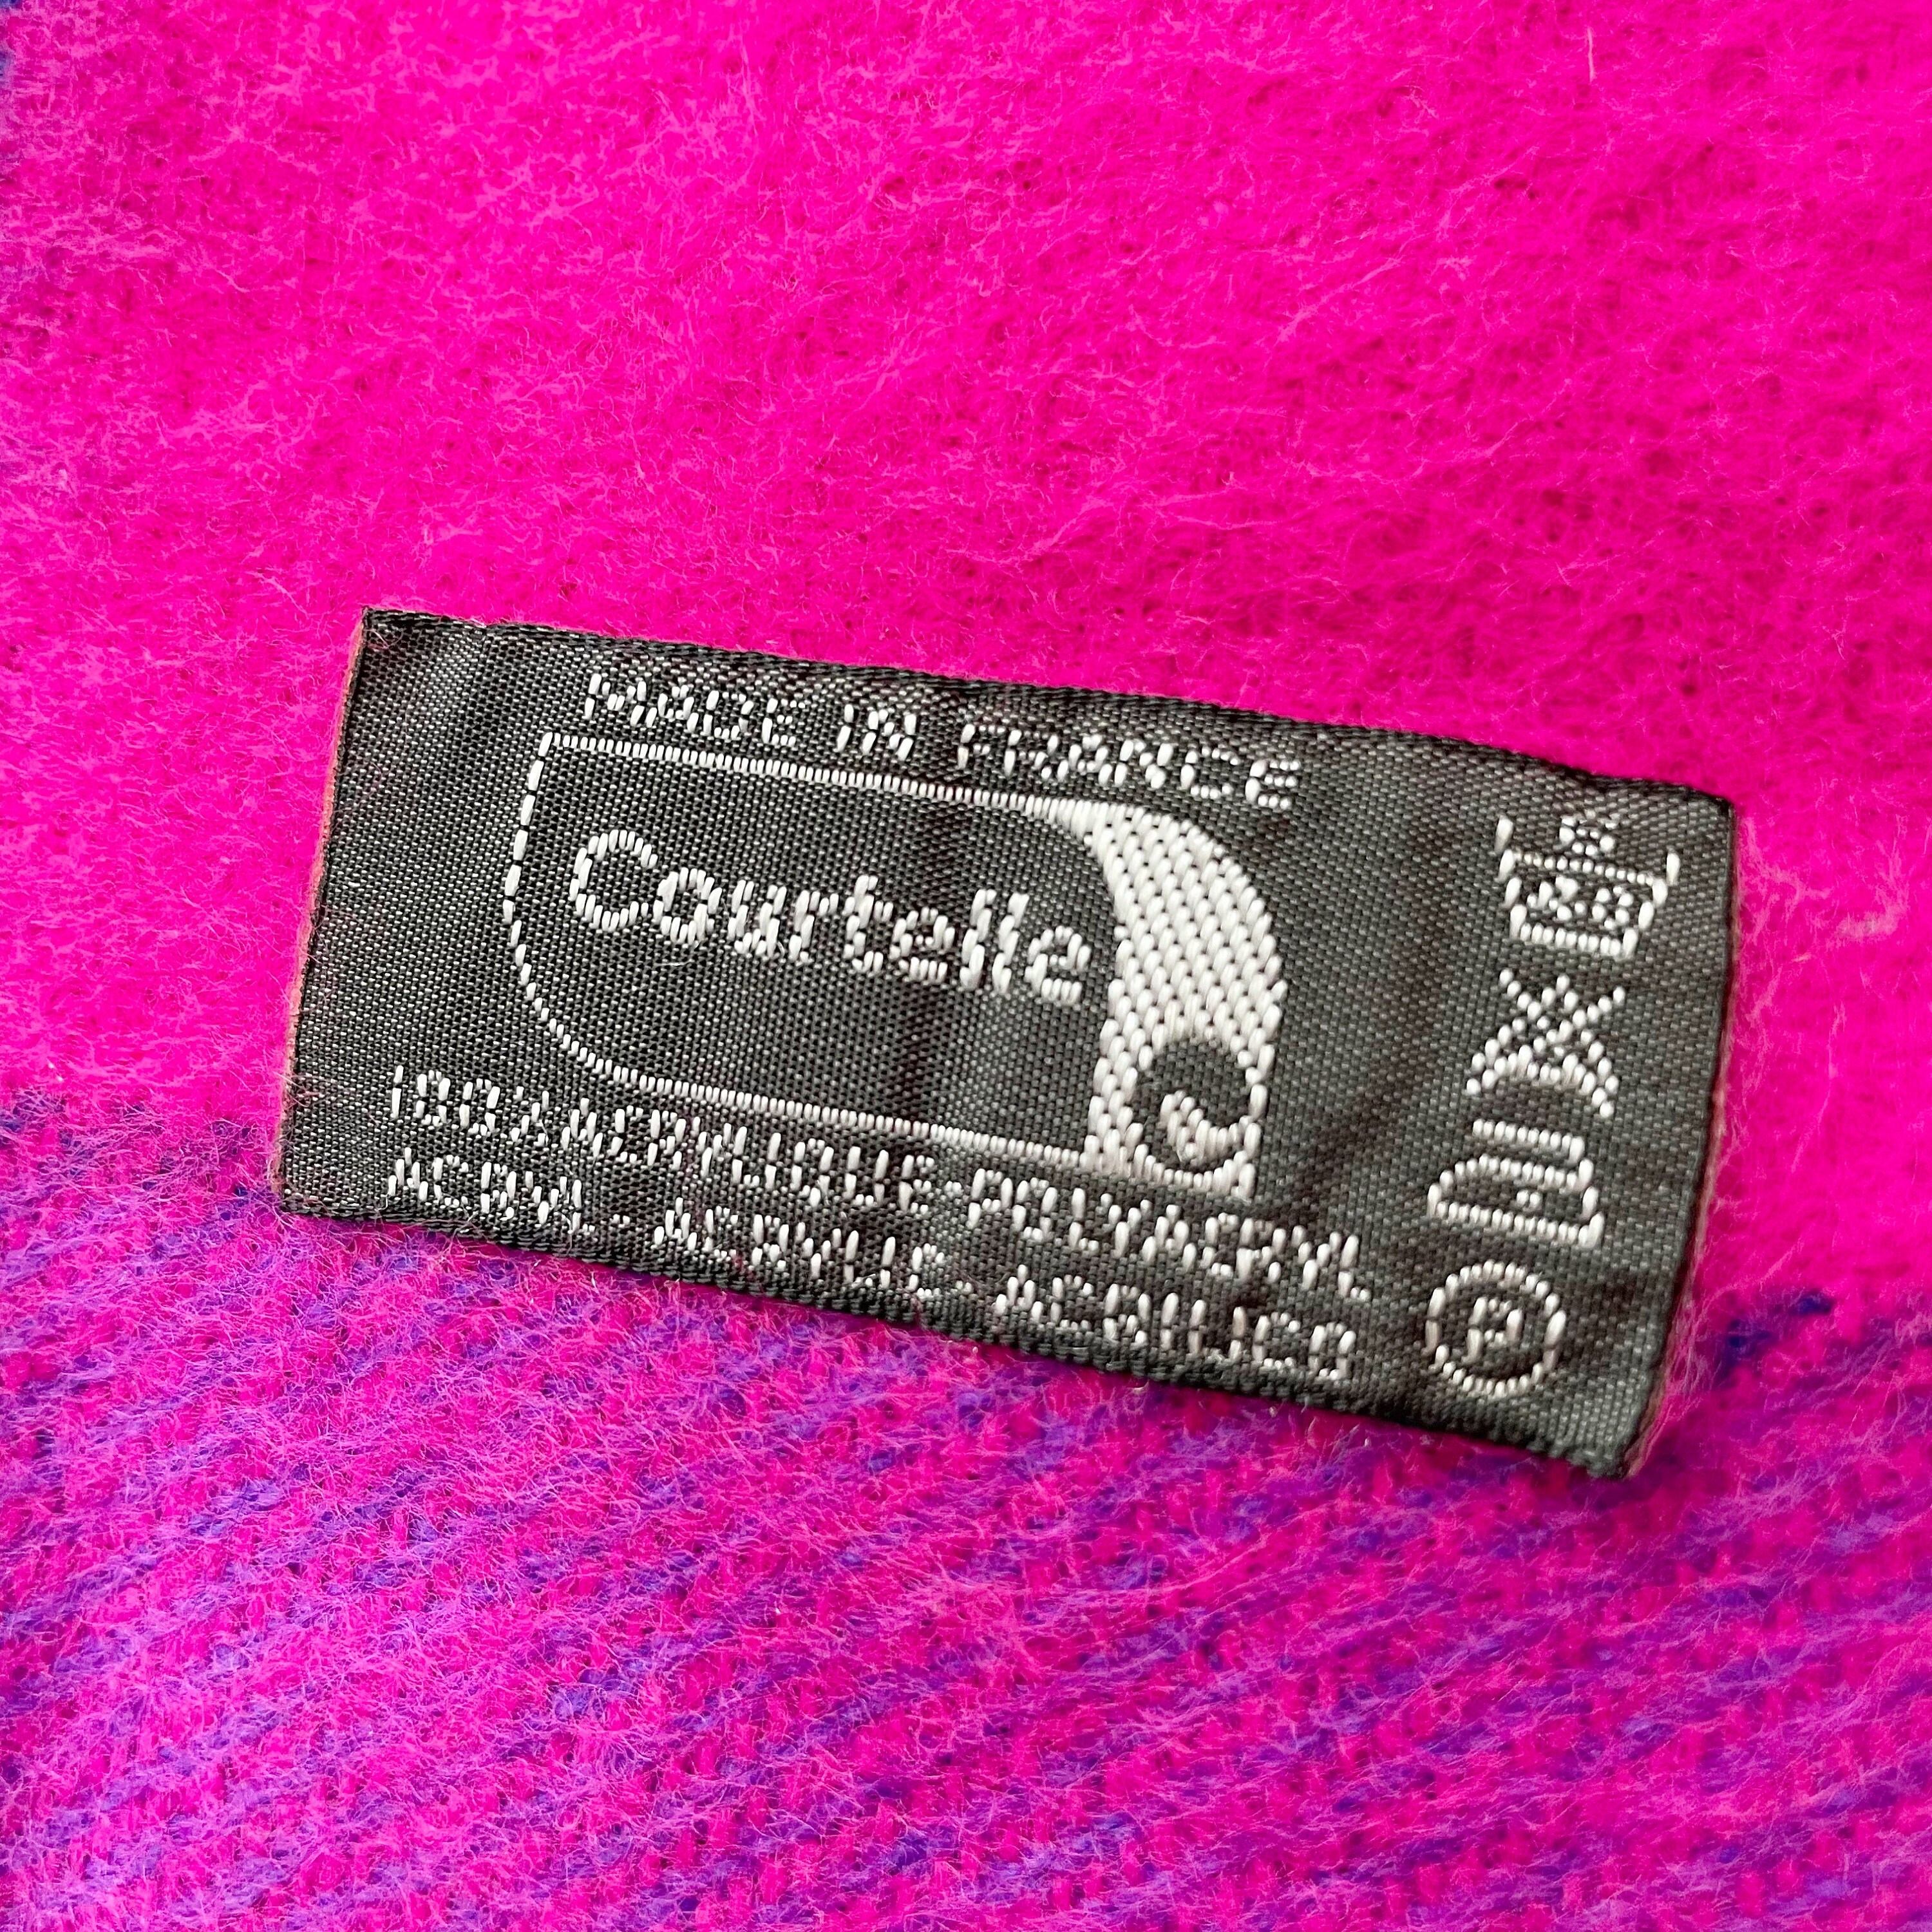 MADE IN FRANCE
Courtelle
100%ACRYLIQUE-POLYACRYL
ACRYL-ACRYLIC-ACRILICO
P